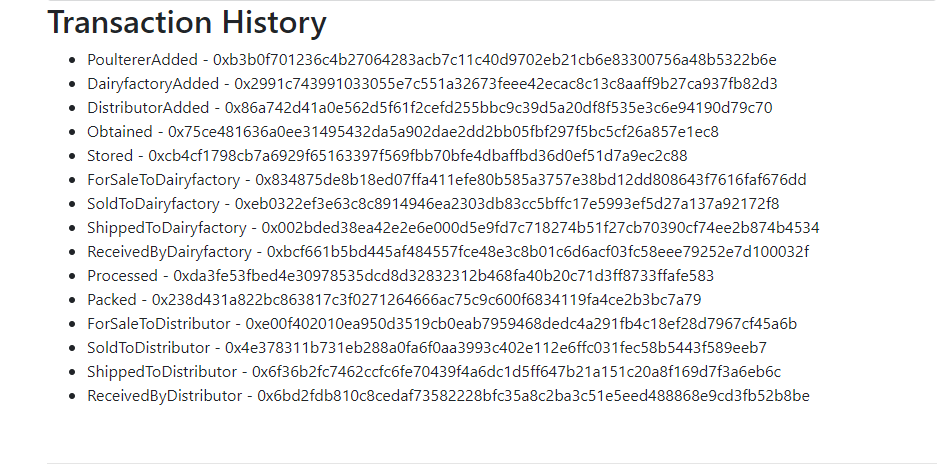 Transaction History
PoultererAdded - 0xb3b0f701236c4b27064283acb7c11c40d9702eb21cb6e83300756a48b5322b6e
DairyfactoryAdded - 0x2991c743991033055e7c551a32673feee42ecac8c13c8aaff9b27ca937fb82d3
DistributorAdded - 0x86a742d41a0e562d5f61f2cefd255bbc9c39d5a20df8f535e3c6e94190d79c70
Obtained - 0x75ce481636a0ee31495432da5a902dae2dd2bb05fbf297f5bc5cf26a857e1ec8
Stored - 0xcb4cf1798cb7a6929f65163397f569fbb70bfe4dbaffbd36d0ef51d7a9ec2c88
ForSaleToDairyfactory - 0x834875de8b18ed07ffa411efe80b585a3757e38bd12dd808643f7616faf676dd
SoldToDairyfactory - 0xeb0322ef3e63c8c8914946ea2303db83cc5bffc17e5993ef5d27a137a92172f8
ShippedToDairyfactory - 0x002bded38ea42e2e6e000d5e9fd7c718274b51f27cb70390cf74ee2b874b4534
ReceivedByDairyfactory - 0xbcf661b5bd445af484557fce48e3c8b01c6d6acf03fc58eee79252e7d100032f
Processed - 0xda3fe53fbed4e30978535dcd8d32832312b468fa40b20c71d3ff8733ffafe583
Packed - 0x238d431a822bc863817c3f0271264666ac75c9c600f6834119fa4ce2b3bc7a79
ForSaleToDistributor - 0xe00f402010ea950d3519cb0eab7959468dedc4a291fb4c18ef28d7967cf45a6b
SoldToDistributor - 0x4e378311b731eb288a0fa6f0aa3993c402e112e6ffc031fec58b5443f589eeb7
ShippedToDistributor - 0x6f36b2fc7462ccfc6fe70439f4a6dc1d5ff647b21a151c20a8f169d7f3a6eb6c
ReceivedByDistributor - 0x6bd2fdb810c8cedaf73582228bfc35a8c2ba3c51e5eed488868e9cd3fb52b8be